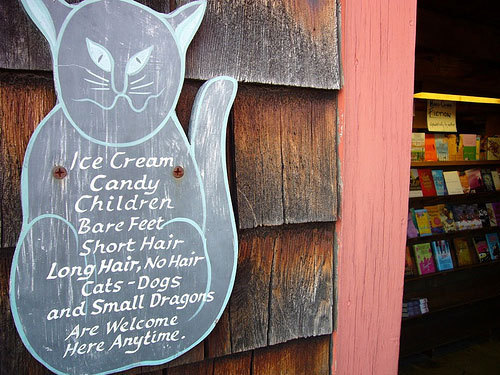 Ice Cream
Candy
Children
Bare Feet
Short Hair
Long Hair, No Hair
Cats - Dogs
and Small Dragons
Are Welcome
Here Anytime.
FICTION